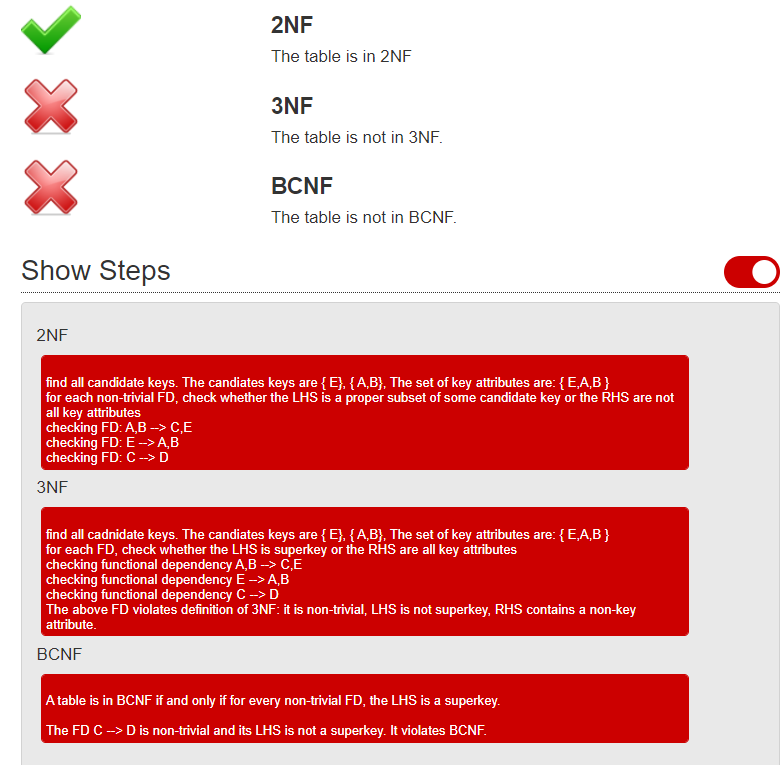 2NF
The table is in 2NF
3NF
The table is not in 3NF.
BCNF
The table is not in BCNF.
Show Steps
2NF
find all candidate keys. The candiates keys are { E}, { A,B}, The set of key attributes are: { E,A,B }
for each non-trivial FD, check whether the LHS is a proper subset of some candidate key or the RHS are not
all key attributes
checking FD: A,B --> C,E
checking FD: E --> A,B
checking FD: C --> D
3NF
find all cadnidate keys. The candiates keys are { E}, { A,B}, The set of key attributes are: { E,A,B }
for each FD, check whether the LHS is superkey or the RHS are all key attributes
checking functional dependency A,B --> C,E
checking functional dependency E --> A,B
checking functional dependency C --> D
The above FD violates definition of 3NF: it is non-trivial, LHS is not superkey, RHS contains a non-key
attribute.
BCNF
A table is in BCNF if and only if for every non-trivial FD, the LHS is a superkey.
The FD C --> D is non-trivial and its LHS is not a superkey. It violates BCNF.